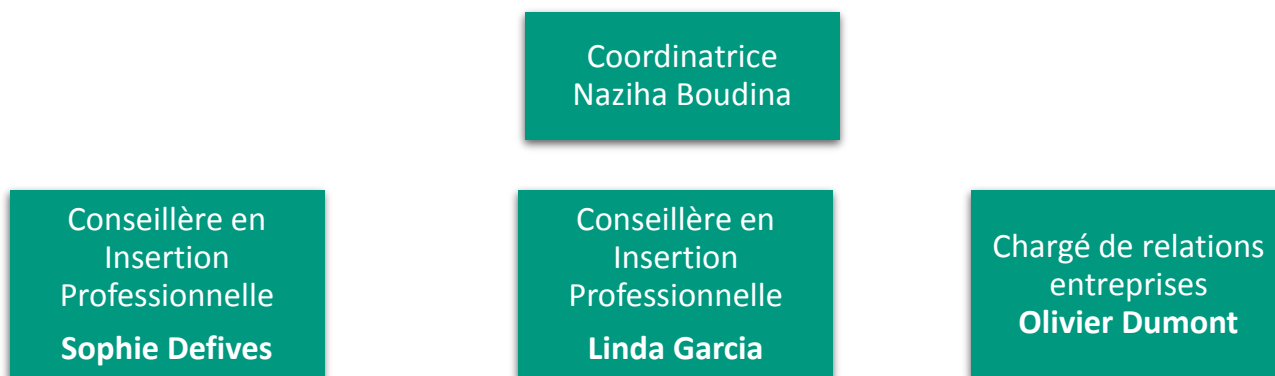 Coordinatrice
Naziha Boudina
Conseillère en
Insertion
Professionnelle
Sophie Defives
Conseillère en
Insertion
Professionnelle
Linda Garcia
Chargé de relations
entreprises
Olivier Dumont